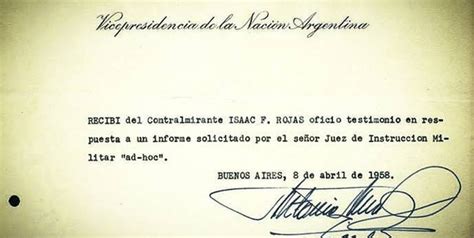 Vicepresidencia de la Nación Argentina
RECIBI del Contralmirante ISAAC F. ROJAS oficio testimonio en res-
puesta a un informe solicitado por el señor Juez de Instruccion Mi-
litar "ad-hoc".
BUENOS AIRES, 8 de abril de 1958.